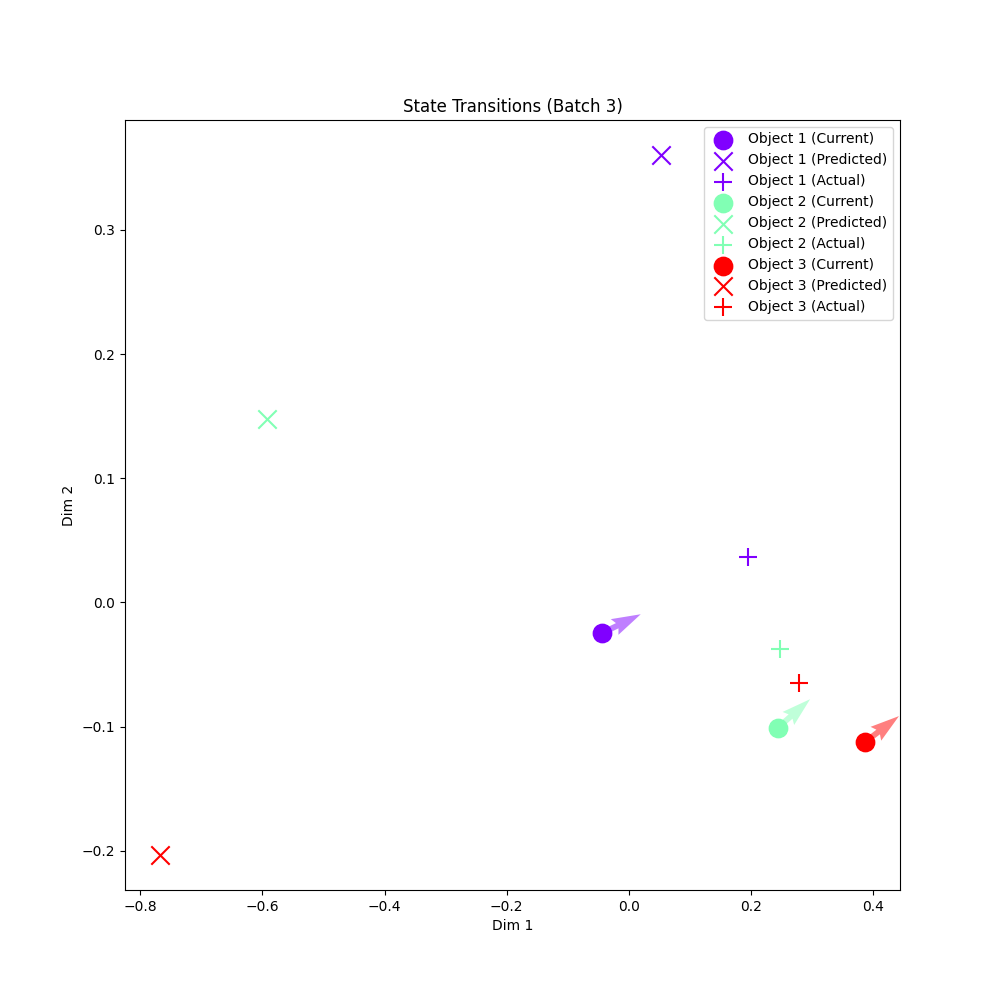 State Transitions (Batch 3)
Object 1 (Current)
Object 1 (Predicted)
Object 1 (Actual)
Object 2 (Current)
Object 2 (Predicted)
Object 2 (Actual)
Object 3 (Current)
Object 3 (Predicted)
Object 3 (Actual)
0.3
0.2
0.1
0.0
−0.1
−0.2
Dim 2
−0.8 −0.6 −0.4 −0.2 0.0 0.2 0.4
Dim 1